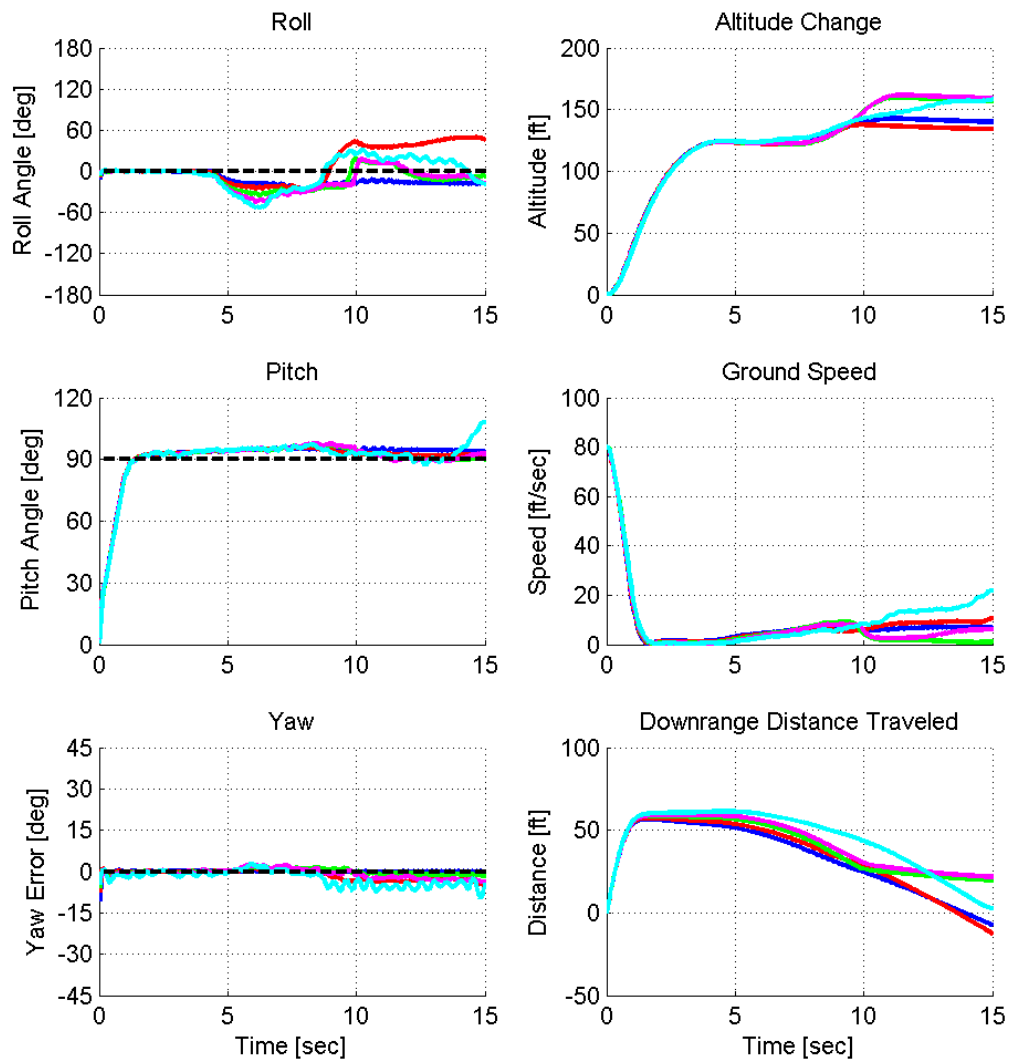 Roll
180
120
60
0
-60
-120
-180
Roll Angle [deg]
0 5 10 15
Altitude Change
200
150
100
50
0
Altitude [ft]
0 5 10 15
Pitch
120
90
60
30
0
Pitch Angle [deg]
0 5 10 15
Ground Speed
100
80
60
40
20
0
Speed [ft/sec]
0 5 10 15
Yaw
45
30
15
0
-15
-30
-45
Yaw Error [deg]
0 5 10 15
Time [sec]
Downrange Distance Traveled
100
50
0
-50
Distance [ft]
0 5 10 15
Time [sec]